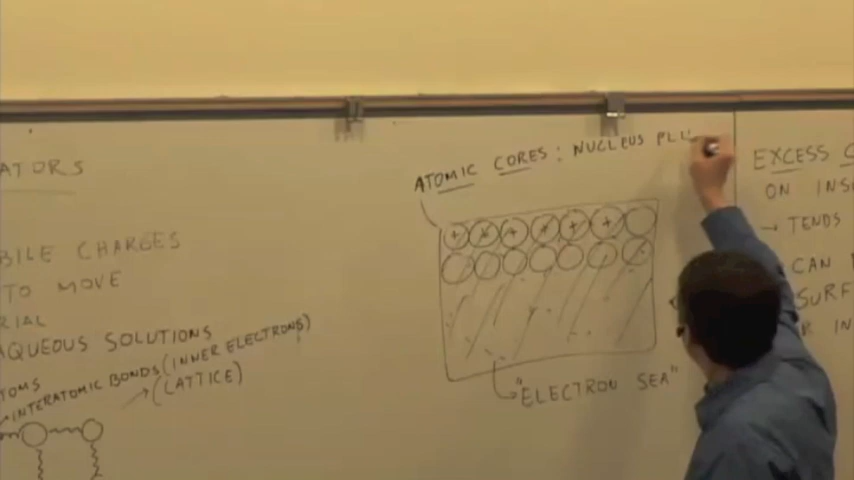 ATORS
BILE CHARGES
TO MOVE
RIAL
AQUEOUS SOLUTIONS
TOMS
INTERATOMIC BONDS (INNER ELECTRONS)
(LATTICE)
ATOMIC CORES : NUCLEUS PLU
+ + + + + +
"ELECTRON SEA"
EXCESS C
ON INS
→ TENDS
CAN
SURF
R IN